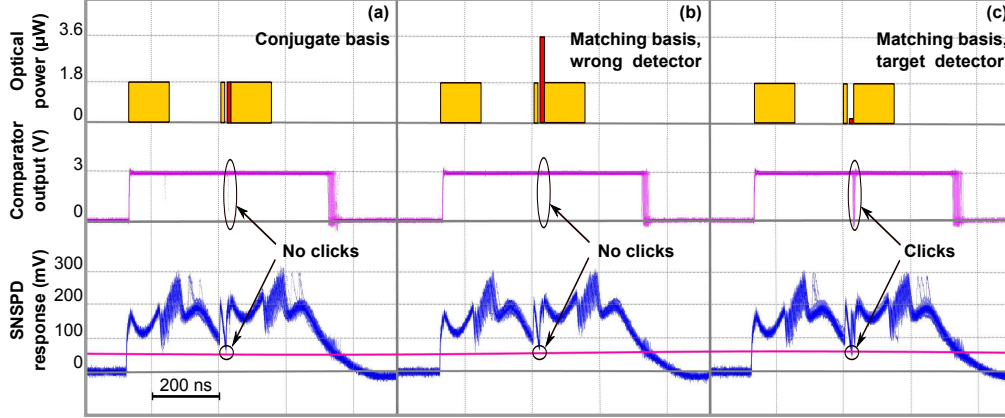 (a)
Conjugate basis
(b)
Matching basis,
wrong detector
(c)
Matching basis,
target detector
Optical
power (µW)
3.6
1.8
0
Comparator
output (V)
3
0
No clicks
No clicks
Clicks
SNSPD
response (mV)
300
200
100
0
200 ns